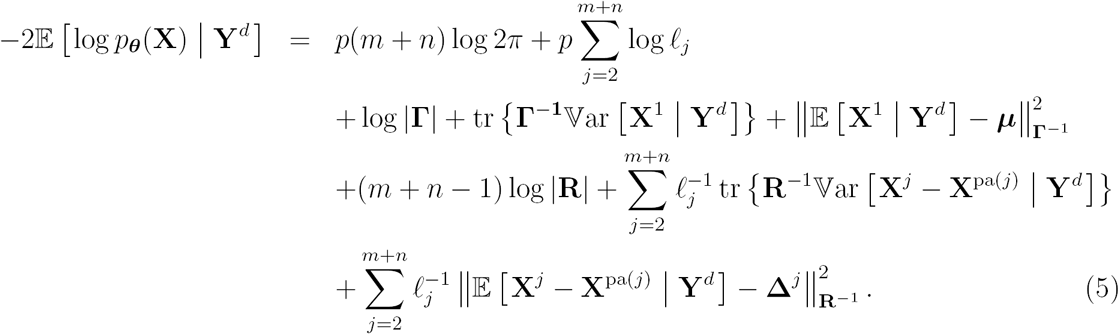 −2𝔼 [ log p_θ(X) | Y^d ] = p(m + n) log 2π + p ∑_{j=2}^{m+n} log ℓ_j
+ log |Γ| + tr { Γ^{−1} 𝕍ar [ X^1 | Y^d ] } + ‖ 𝔼 [ X^1 | Y^d ] − μ ‖^2_{Γ^{−1}}
+(m + n − 1) log |R| + ∑_{j=2}^{m+n} ℓ_j^{−1} tr { R^{−1} 𝕍ar [ X^j − X^{pa(j)} | Y^d ] }
+ ∑_{j=2}^{m+n} ℓ_j^{−1} ‖ 𝔼 [ X^j − X^{pa(j)} | Y^d ] − Δ^j ‖^2_{R^{−1}} . (5)